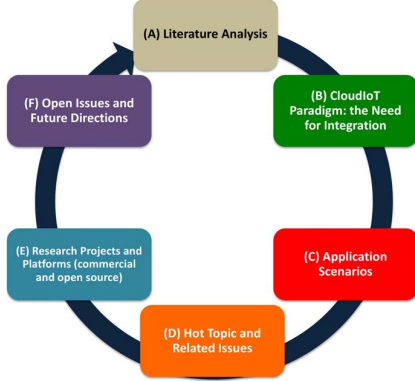 (A) Literature Analysis
(B) CloudIoT
Paradigm: the Need
for Integration
(C) Application
Scenarios
(D) Hot Topic and
Related Issues
(E) Research Projects and
Platforms (commercial
and open source)
(F) Open Issues and
Future Directions